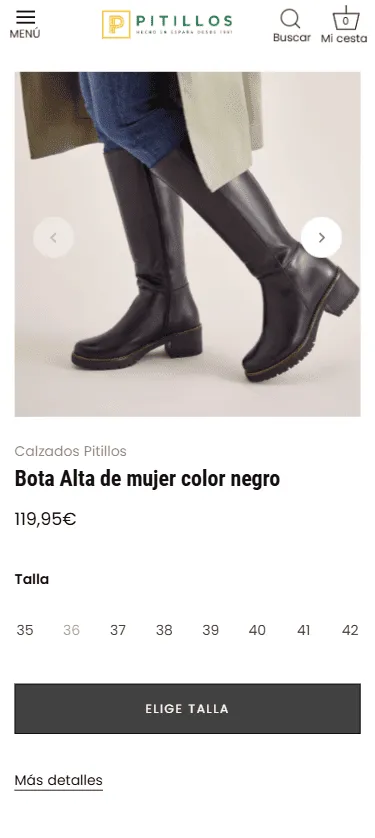 MENÚ
PITILLOS
HECHO EN ESPAÑA DESDE 1991
Buscar
0
Mi cesta
Calzados Pitillos
Bota Alta de mujer color negro
119,95€
Talla
35 36 37 38 39 40 41 42
ELIGE TALLA
Más detalles